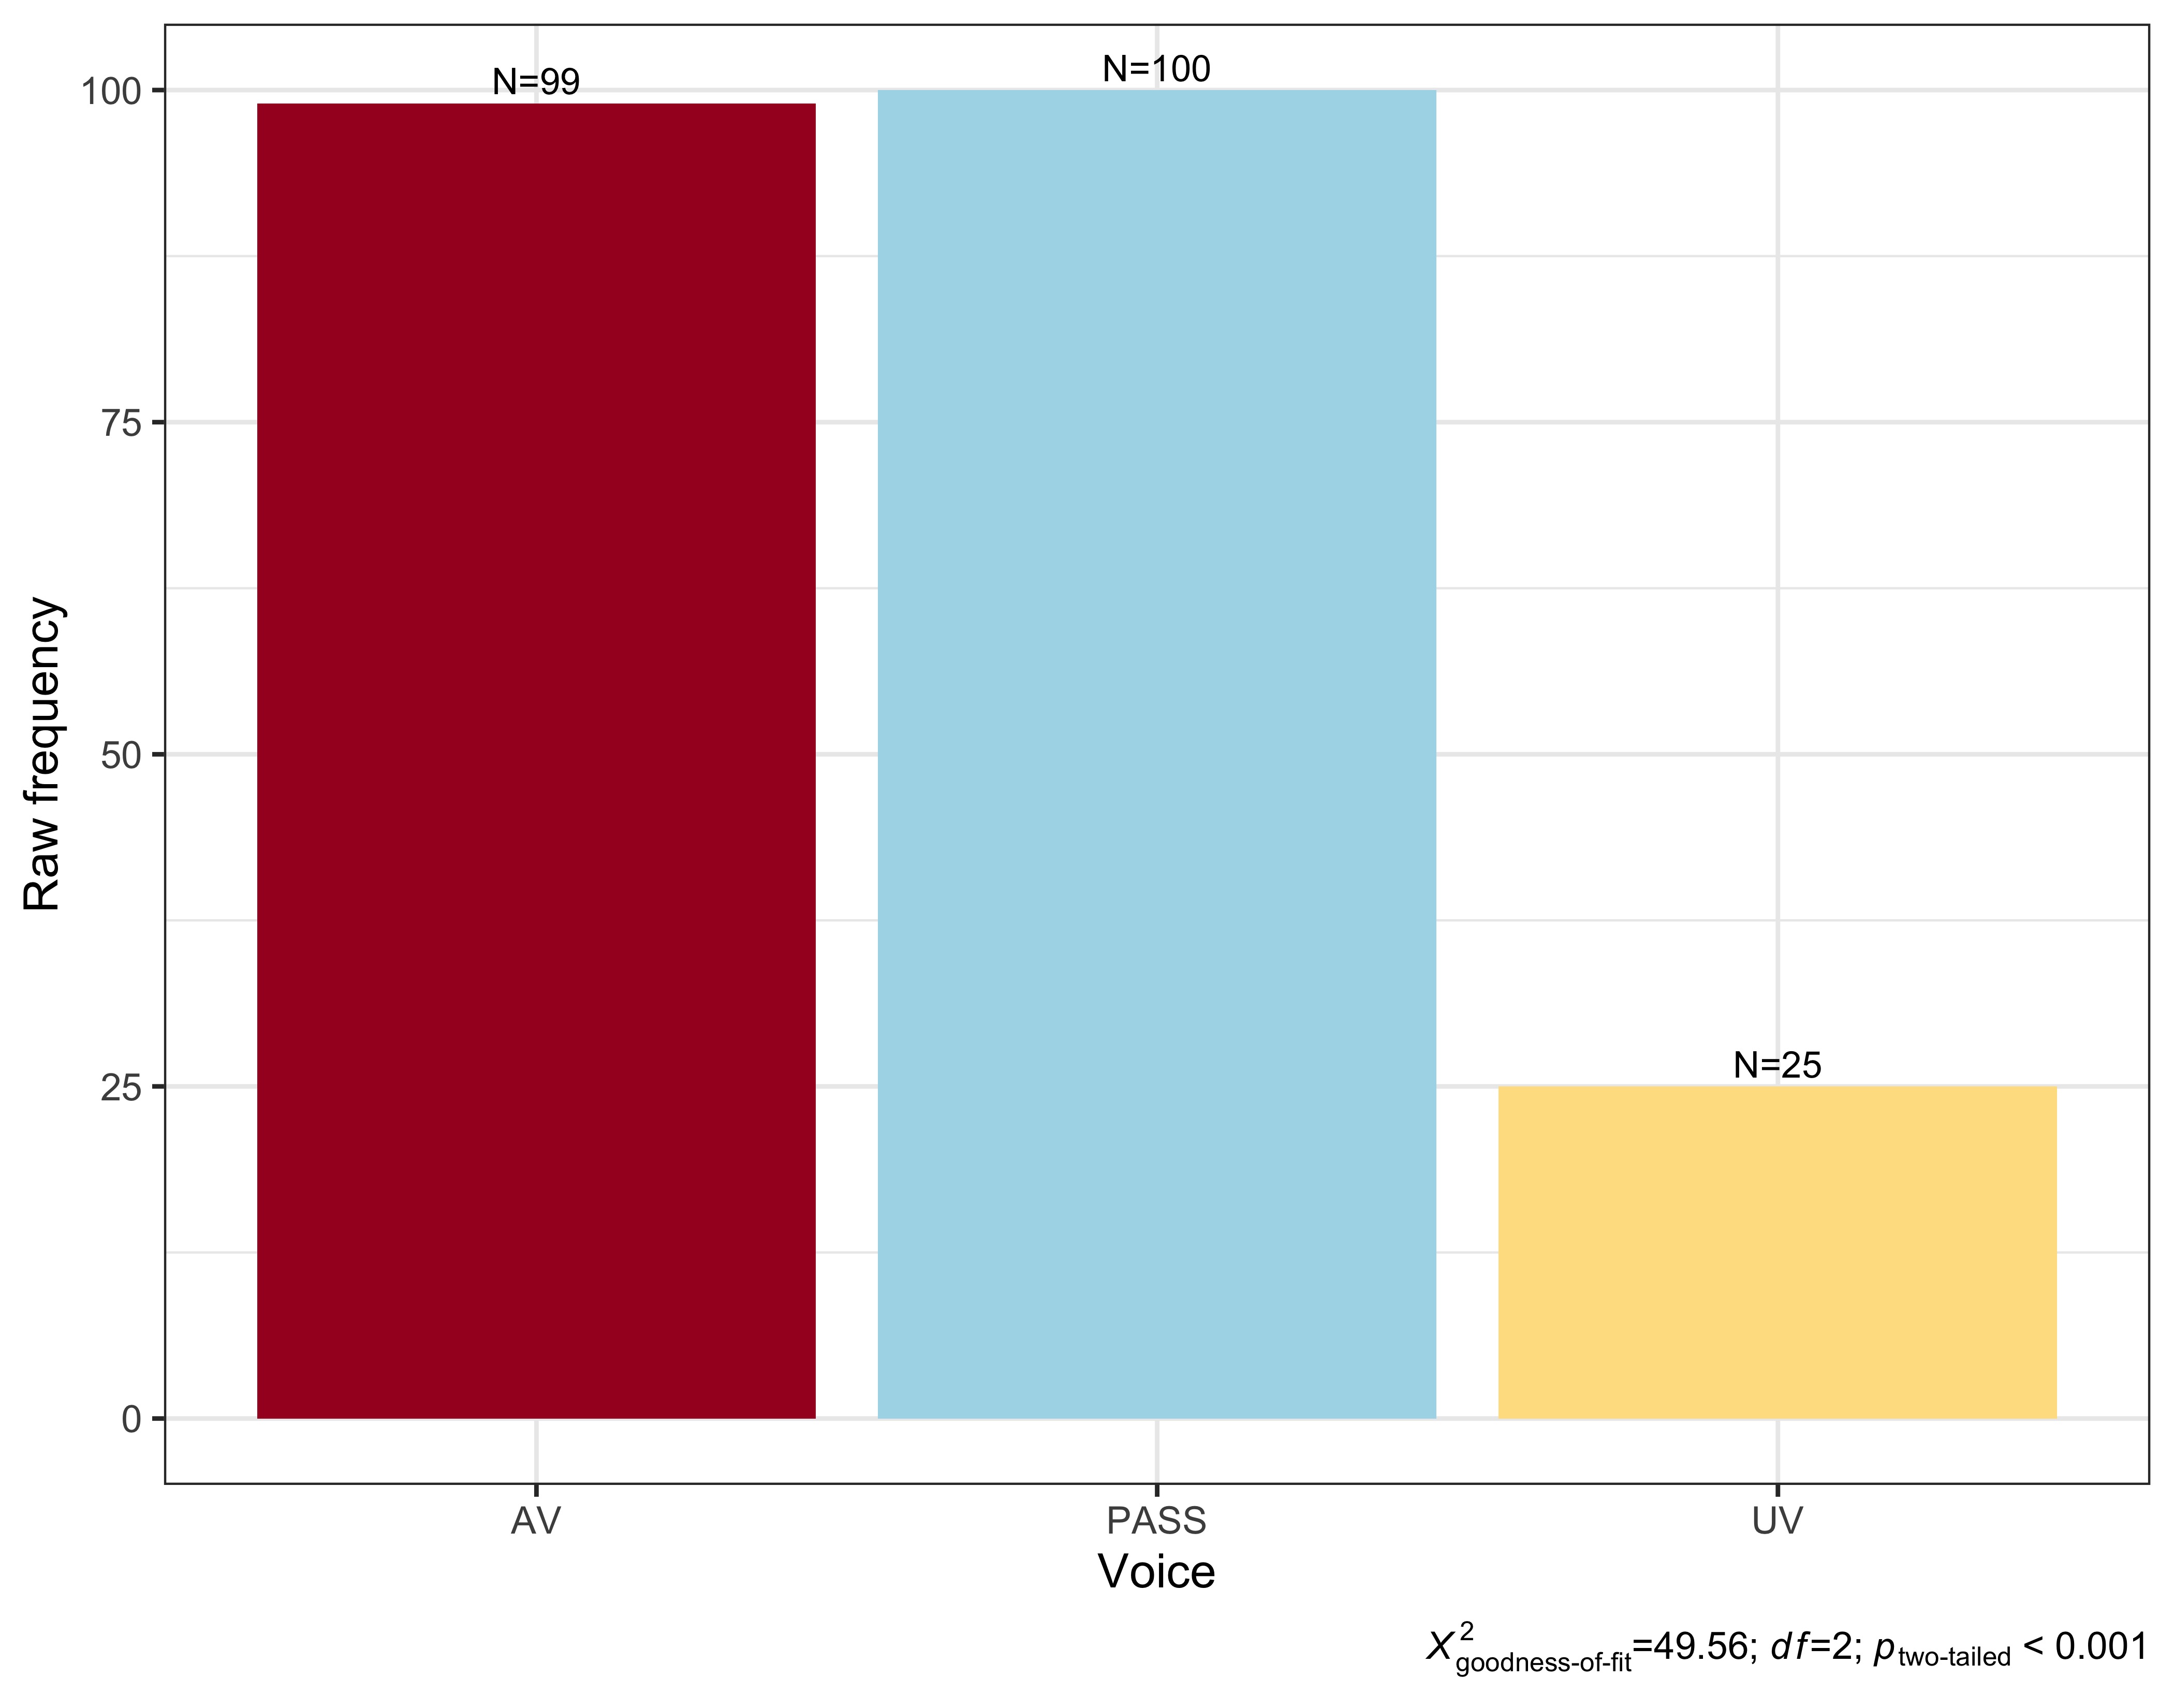 N=99
N=100
N=25
100
75
50
25
0
Raw frequency
AV
PASS
UV
Voice
X²goodness-of-fit=49.56; df=2; ptwo-tailed < 0.001